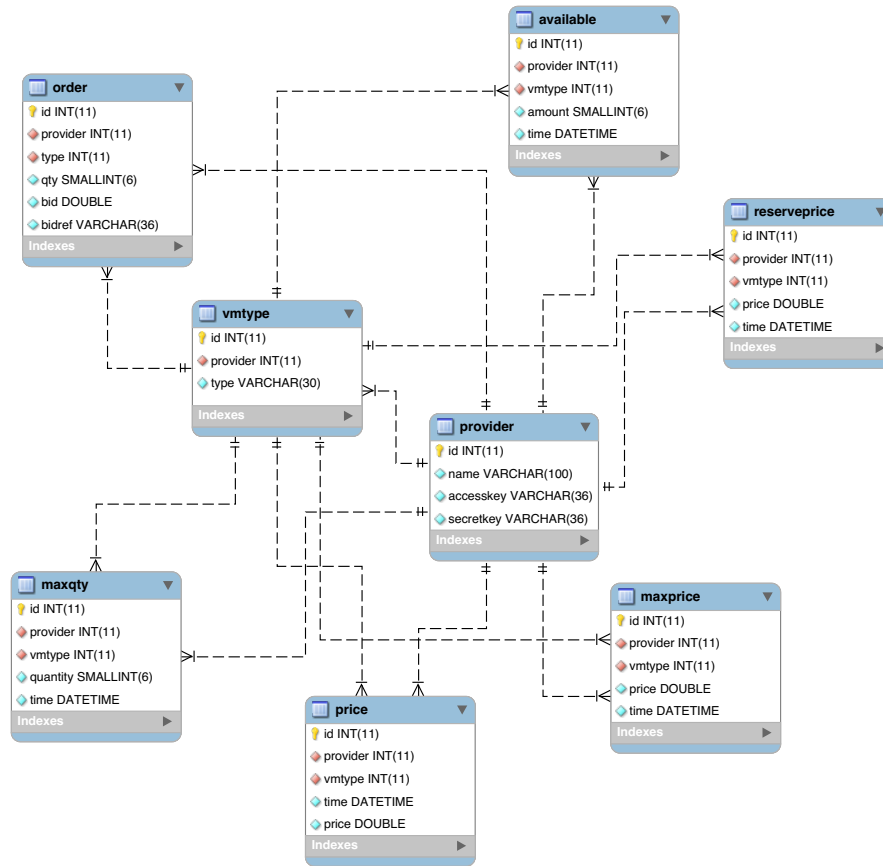 available
id INT(11)
provider INT(11)
vmtype INT(11)
amount SMALLINT(6)
time DATETIME
Indexes
order
id INT(11)
provider INT(11)
type INT(11)
qty SMALLINT(6)
bid DOUBLE
bidref VARCHAR(36)
Indexes
reserveprice
id INT(11)
provider INT(11)
vmtype INT(11)
price DOUBLE
time DATETIME
Indexes
vmtype
id INT(11)
provider INT(11)
type VARCHAR(30)
Indexes
provider
id INT(11)
name VARCHAR(100)
accesskey VARCHAR(36)
secretkey VARCHAR(36)
Indexes
maxqty
id INT(11)
provider INT(11)
vmtype INT(11)
quantity SMALLINT(6)
time DATETIME
Indexes
maxprice
id INT(11)
provider INT(11)
vmtype INT(11)
price DOUBLE
time DATETIME
Indexes
price
id INT(11)
provider INT(11)
vmtype INT(11)
time DATETIME
price DOUBLE
Indexes